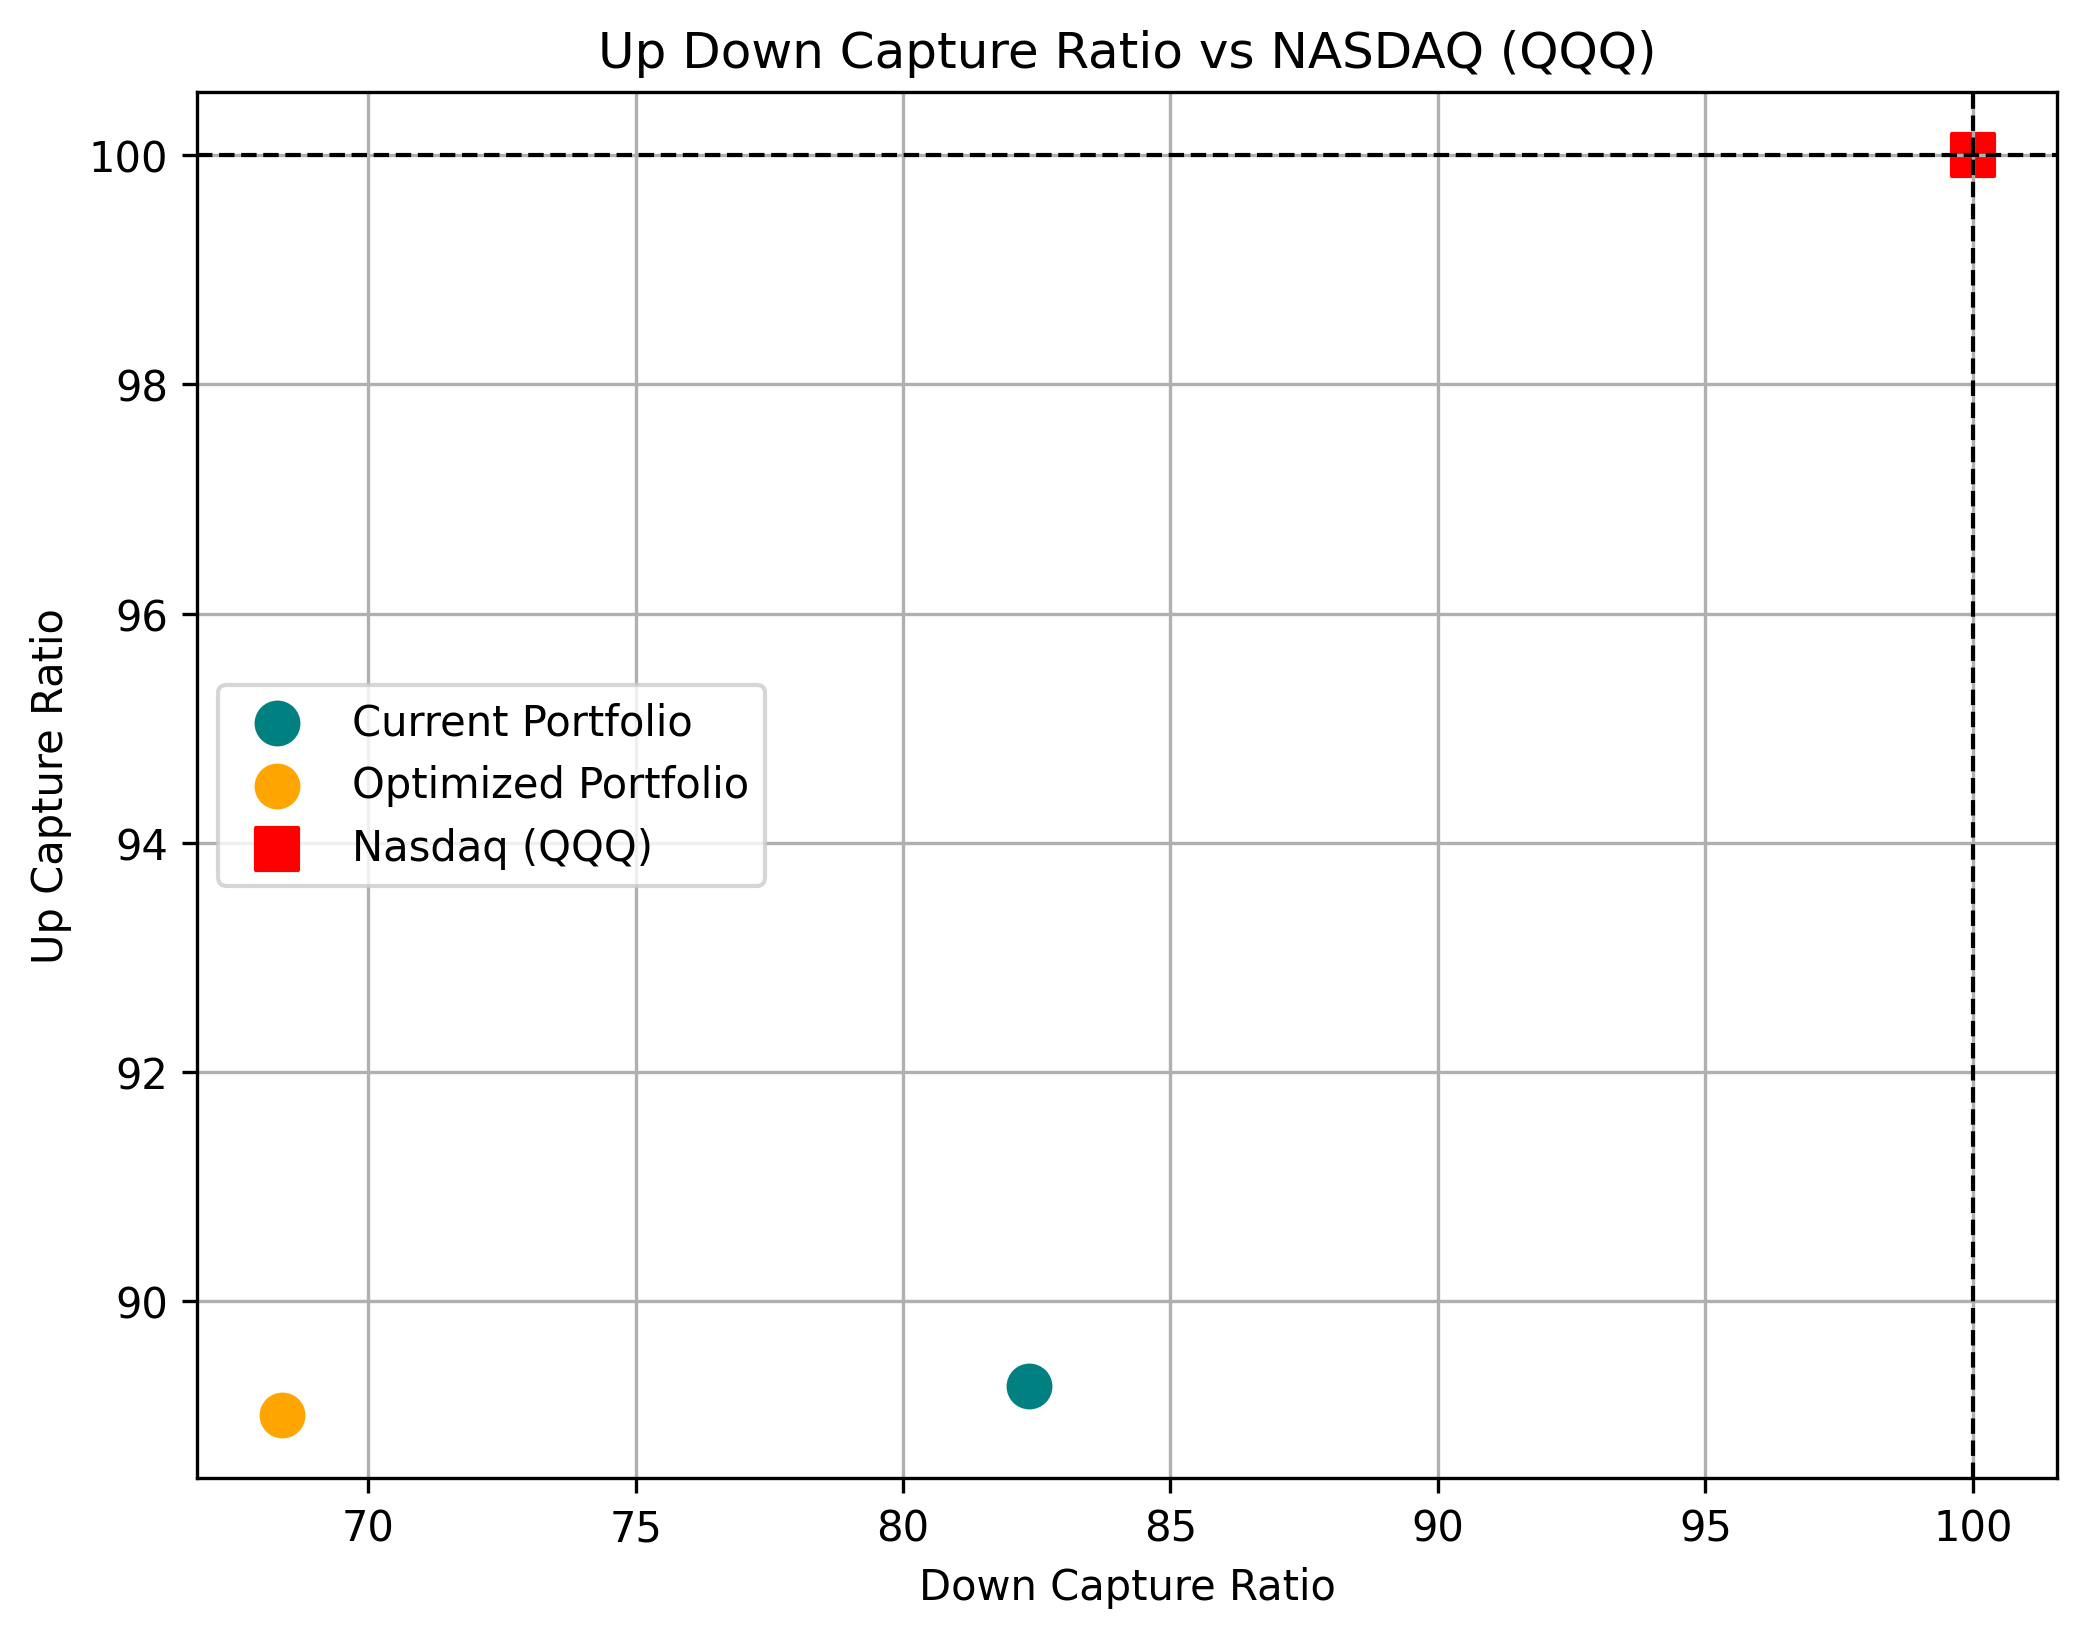 Up Down Capture Ratio vs NASDAQ (QQQ)
Up Capture Ratio
100
98
96
94
92
90
Current Portfolio
Optimized Portfolio
Nasdaq (QQQ)
70 75 80 85 90 95 100
Down Capture Ratio